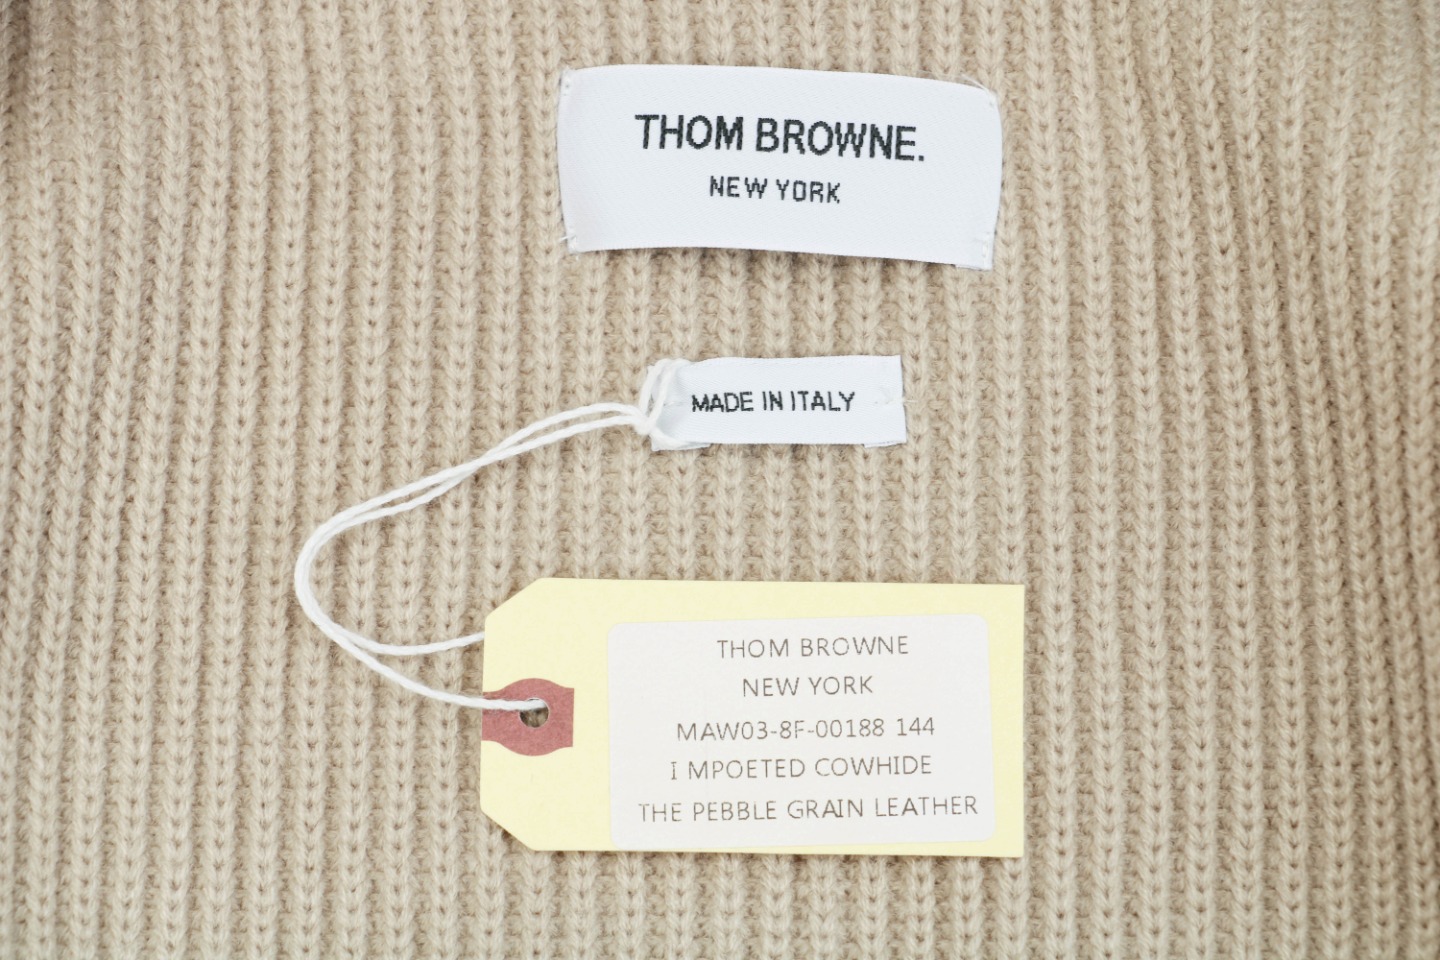 THOM BROWNE.
NEW YORK
MADE IN ITALY
THOM BROWNE
NEW YORK
MAW03-8F-00188 144
I MPOETED COWHIDE
THE PEBBLE GRAIN LEATHER